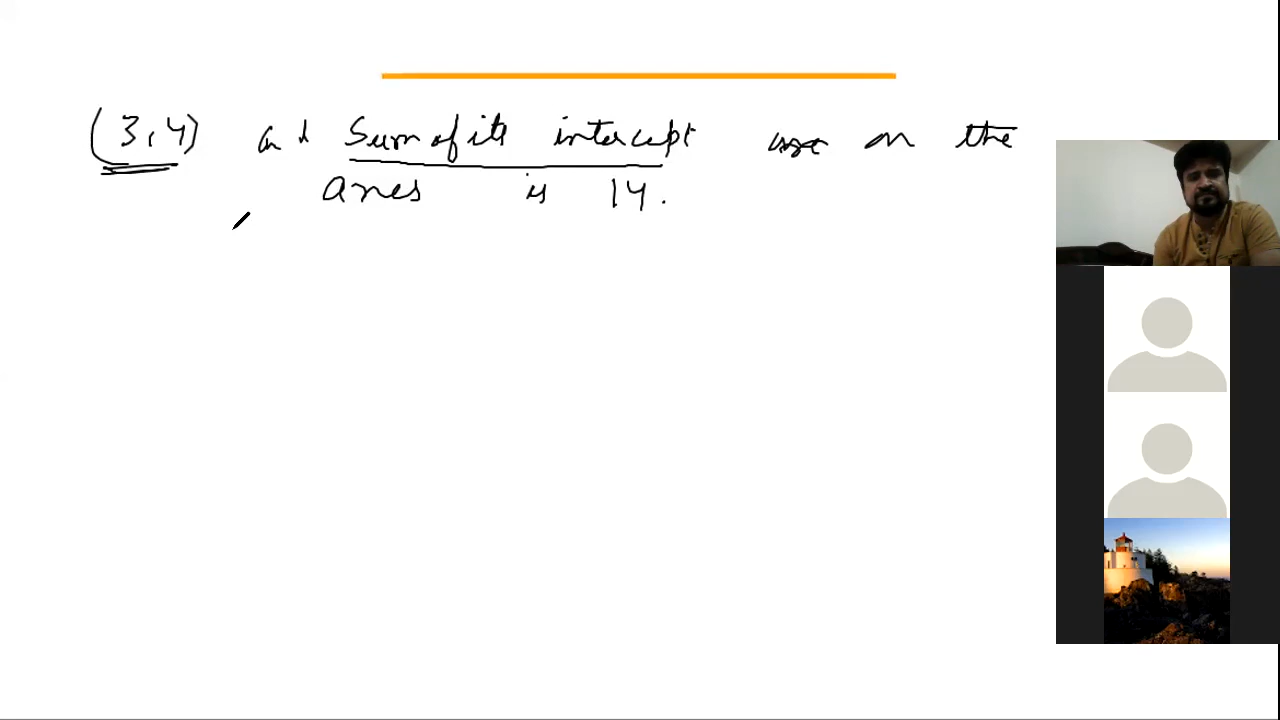 (3,4) and Sum of its intercept on the
axes is 14.